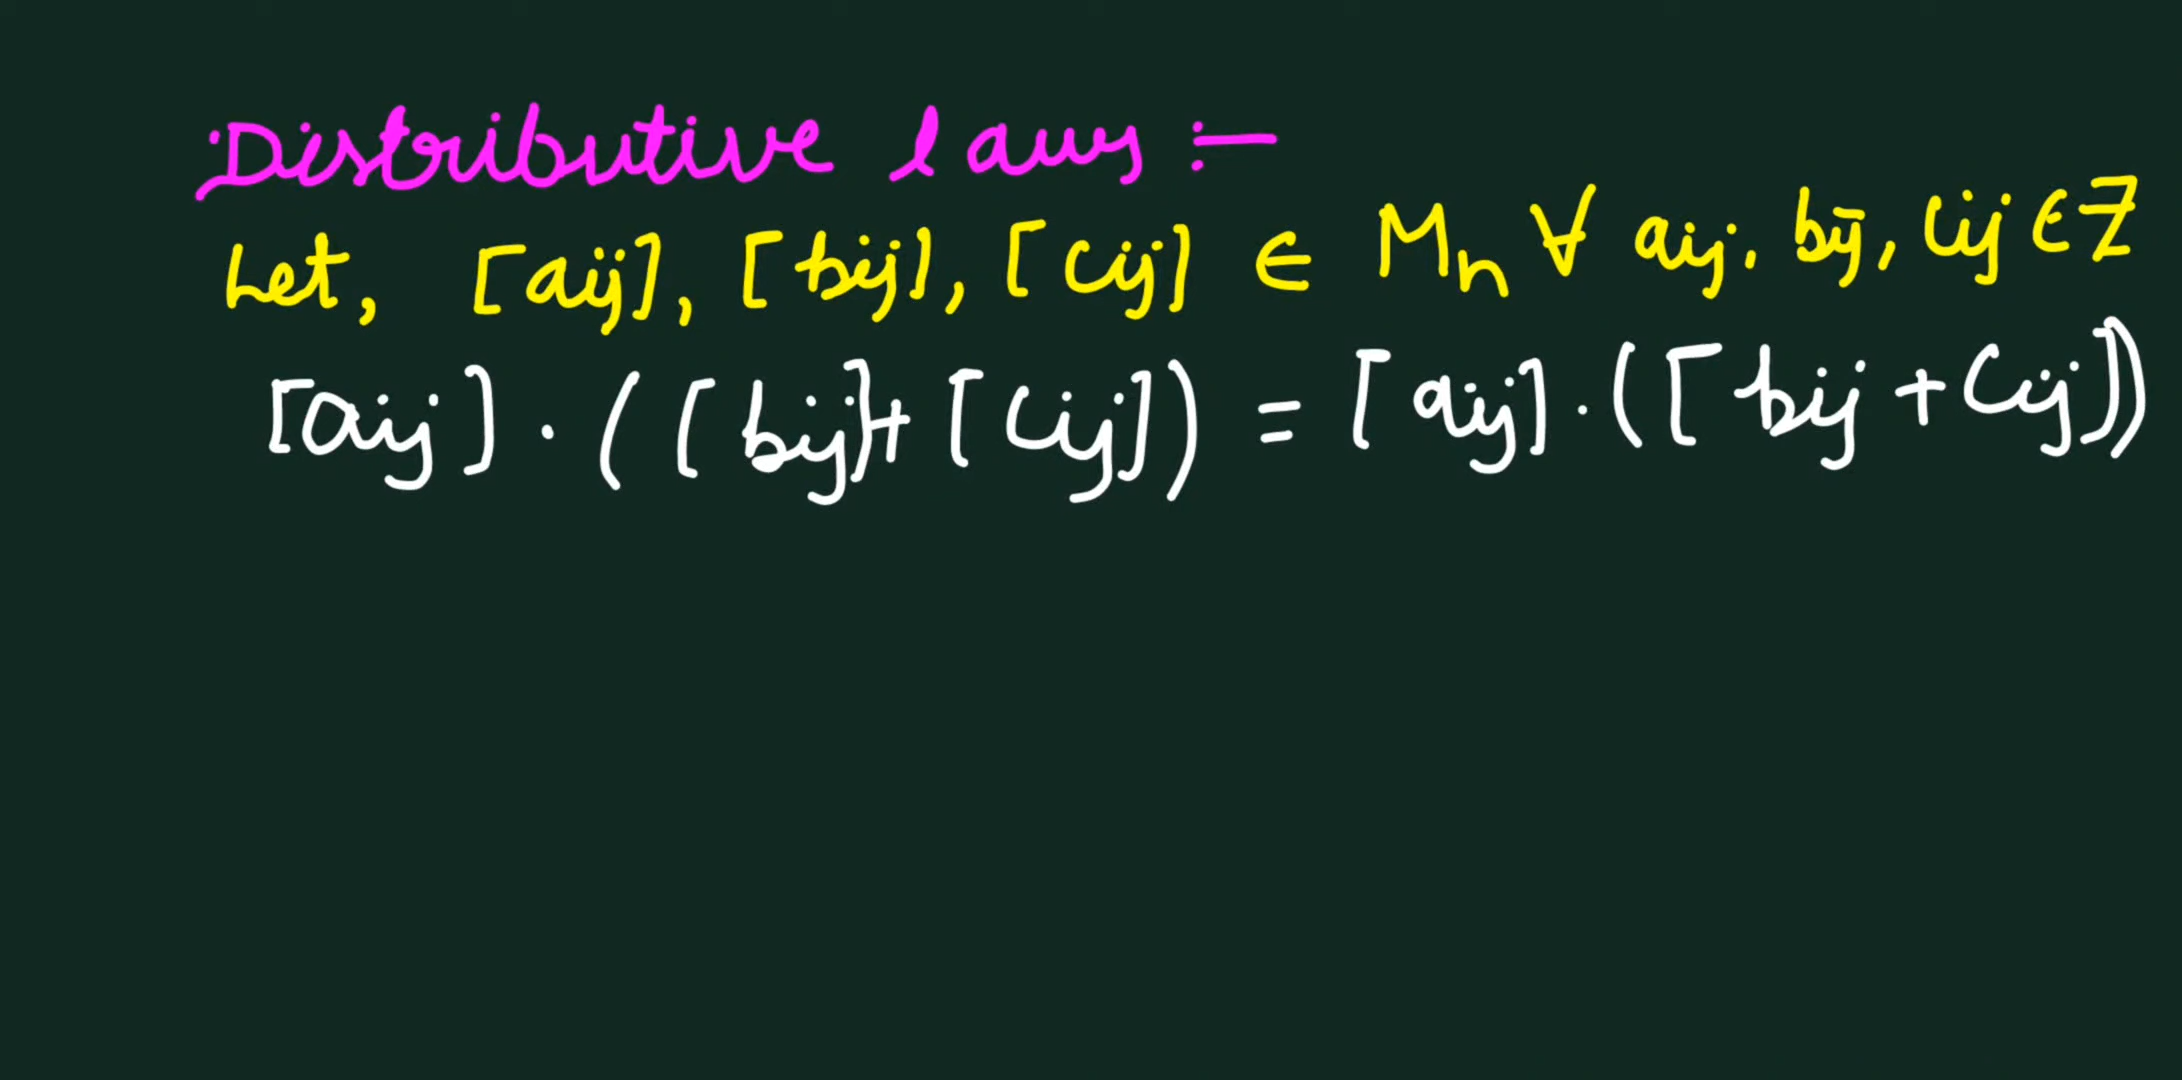 Distributive laws :-
Let, [aij], [bij], [cij] ∈ Mn ∀ aij, bij, cij ∈ Z
[aij] · ([bij] + [cij]) = [aij] · ([bij + cij])